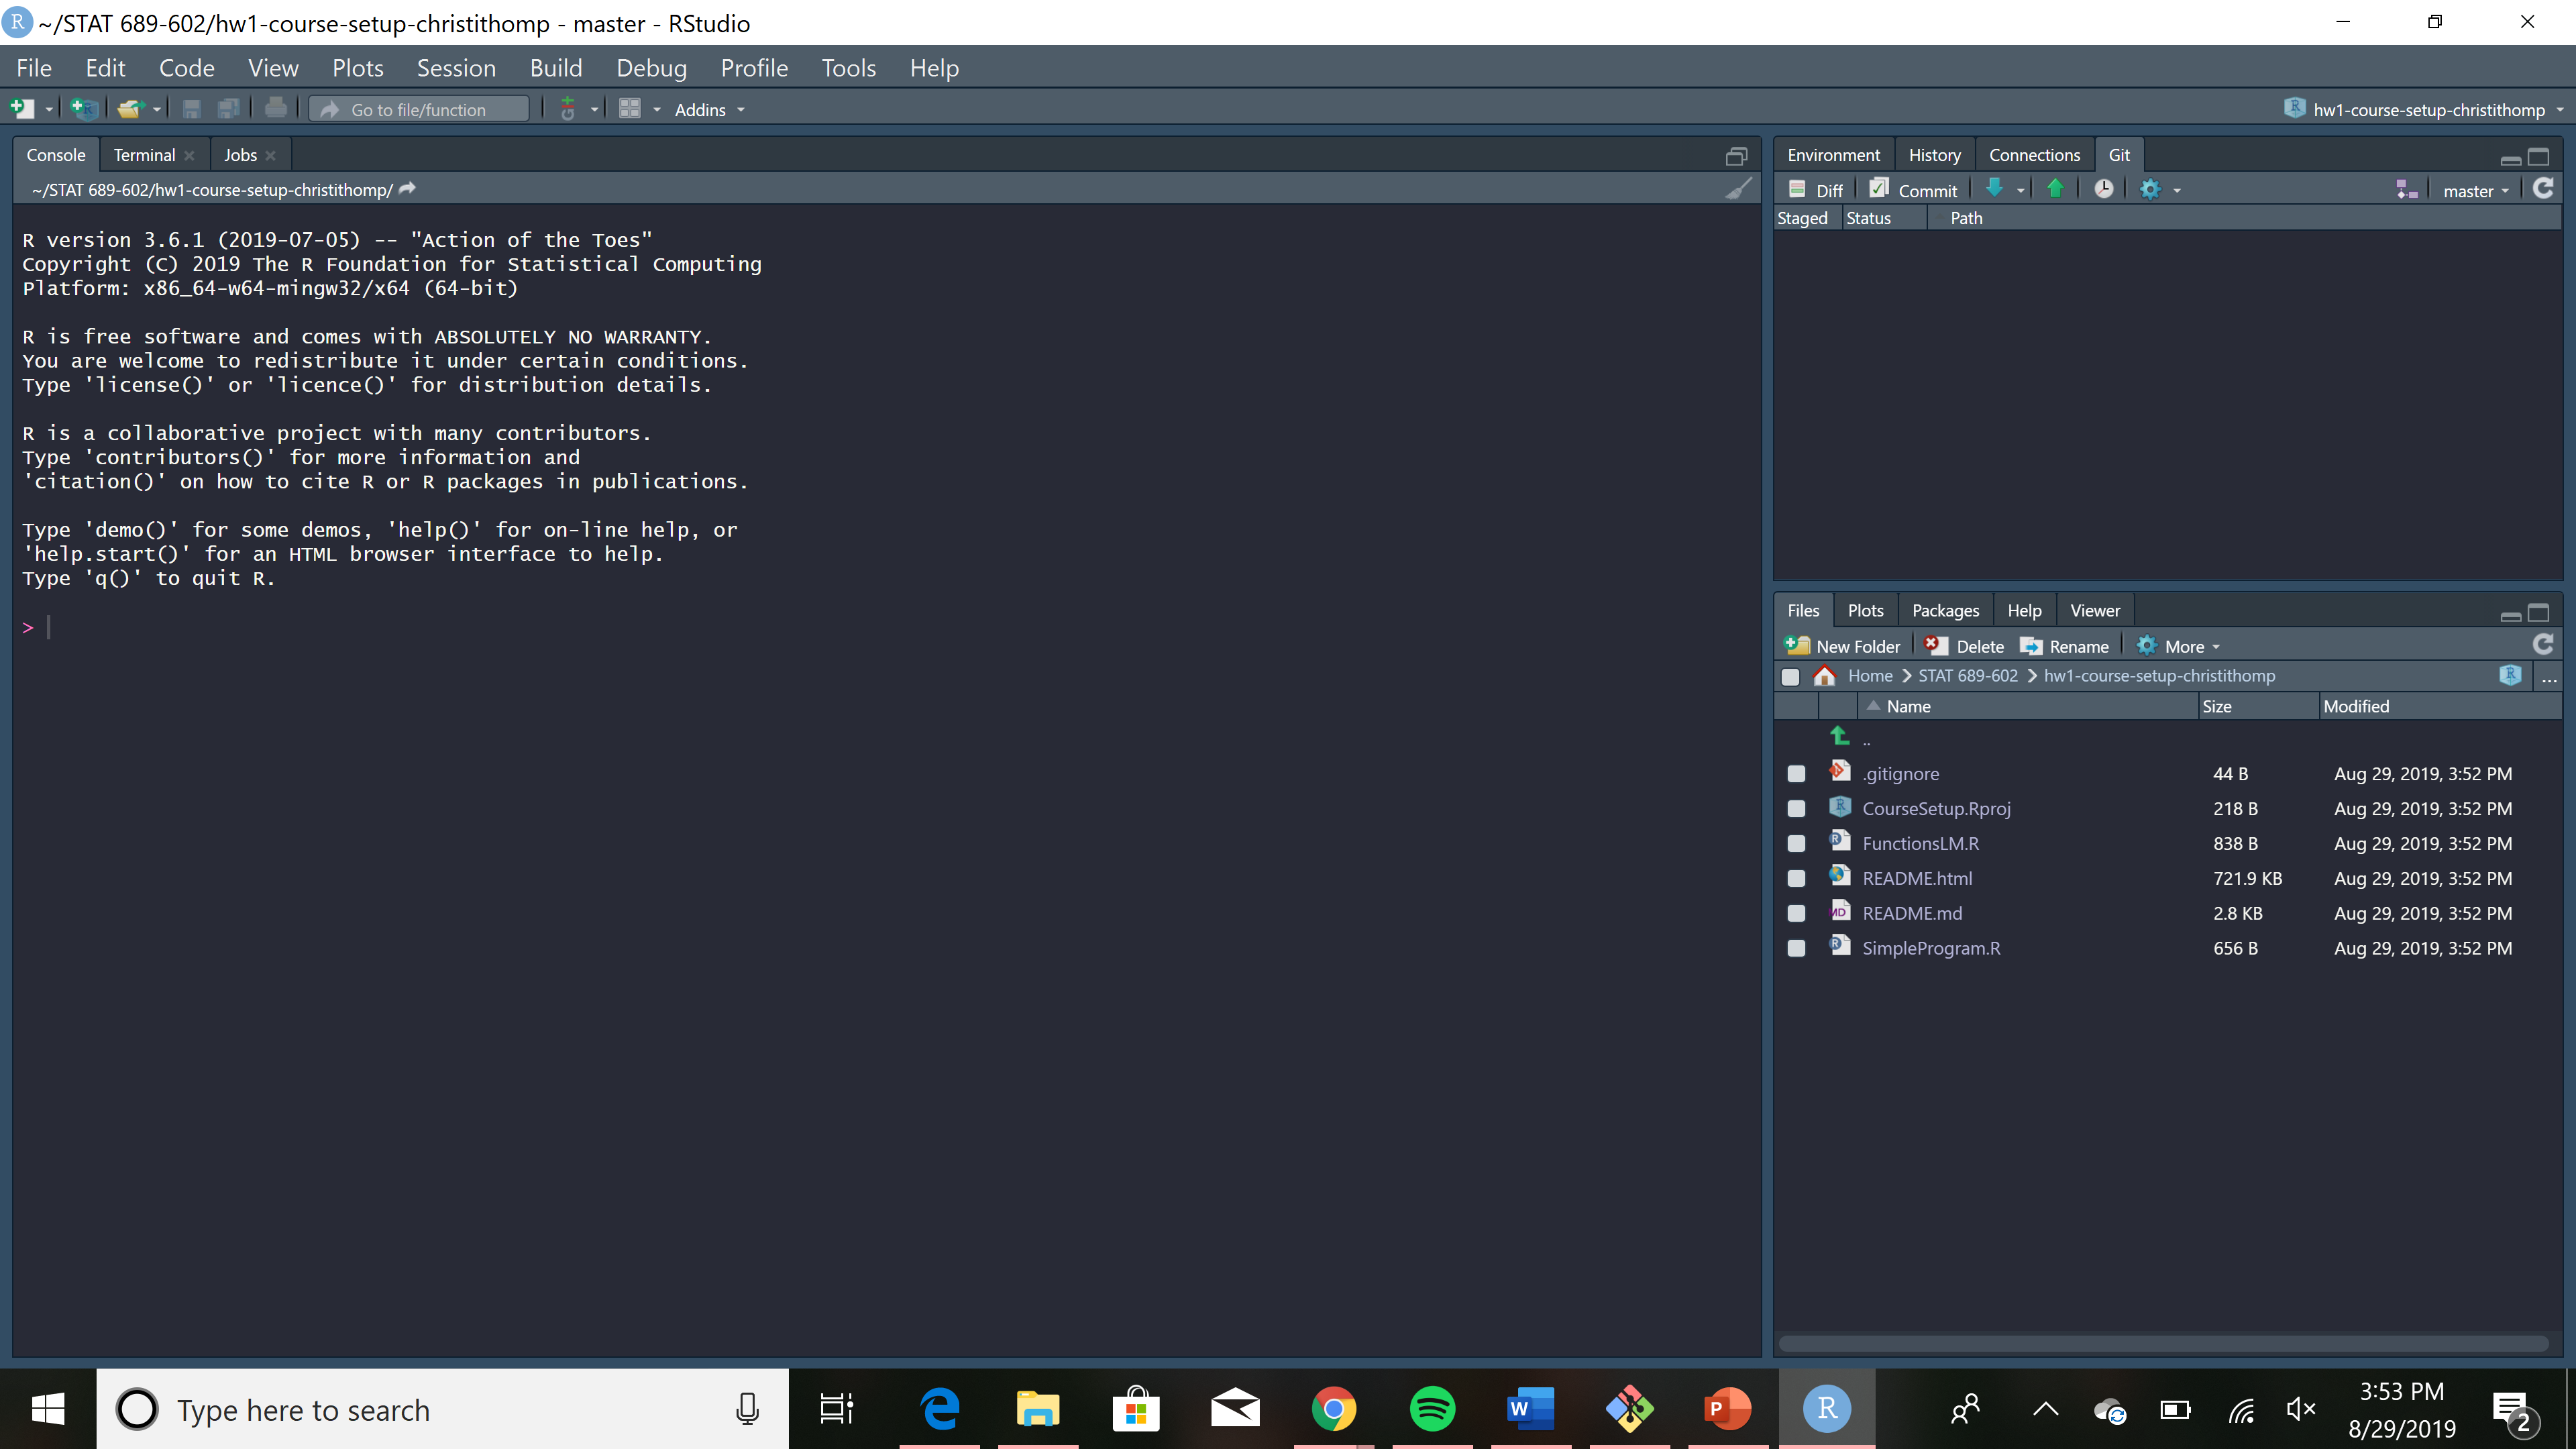 ~/STAT 689-602/hw1-course-setup-christithomp - master - RStudio
File Edit Code View Plots Session Build Debug Profile Tools Help
Go to file/function Addins hw1-course-setup-christithomp
Console Terminal Jobs
~/STAT 689-602/hw1-course-setup-christithomp/
R version 3.6.1 (2019-07-05) -- "Action of the Toes"
Copyright (C) 2019 The R Foundation for Statistical Computing
Platform: x86_64-w64-mingw32/x64 (64-bit)
R is free software and comes with ABSOLUTELY NO WARRANTY.
You are welcome to redistribute it under certain conditions.
Type 'license()' or 'licence()' for distribution details.
R is a collaborative project with many contributors.
Type 'contributors()' for more information and
'citation()' on how to cite R or R packages in publications.
Type 'demo()' for some demos, 'help()' for on-line help, or
'help.start()' for an HTML browser interface to help.
Type 'q()' to quit R.
>
Environment History Connections Git
Diff Commit master
Staged Status Path
Files Plots Packages Help Viewer
New Folder Delete Rename More
Home STAT 689-602 hw1-course-setup-christithomp ...
Name Size Modified
..
.gitignore 44 B Aug 29, 2019, 3:52 PM
CourseSetup.Rproj 218 B Aug 29, 2019, 3:52 PM
FunctionsLM.R 838 B Aug 29, 2019, 3:52 PM
README.html 721.9 KB Aug 29, 2019, 3:52 PM
README.md 2.8 KB Aug 29, 2019, 3:52 PM
SimpleProgram.R 656 B Aug 29, 2019, 3:52 PM
Type here to search
3:53 PM
8/29/2019
2